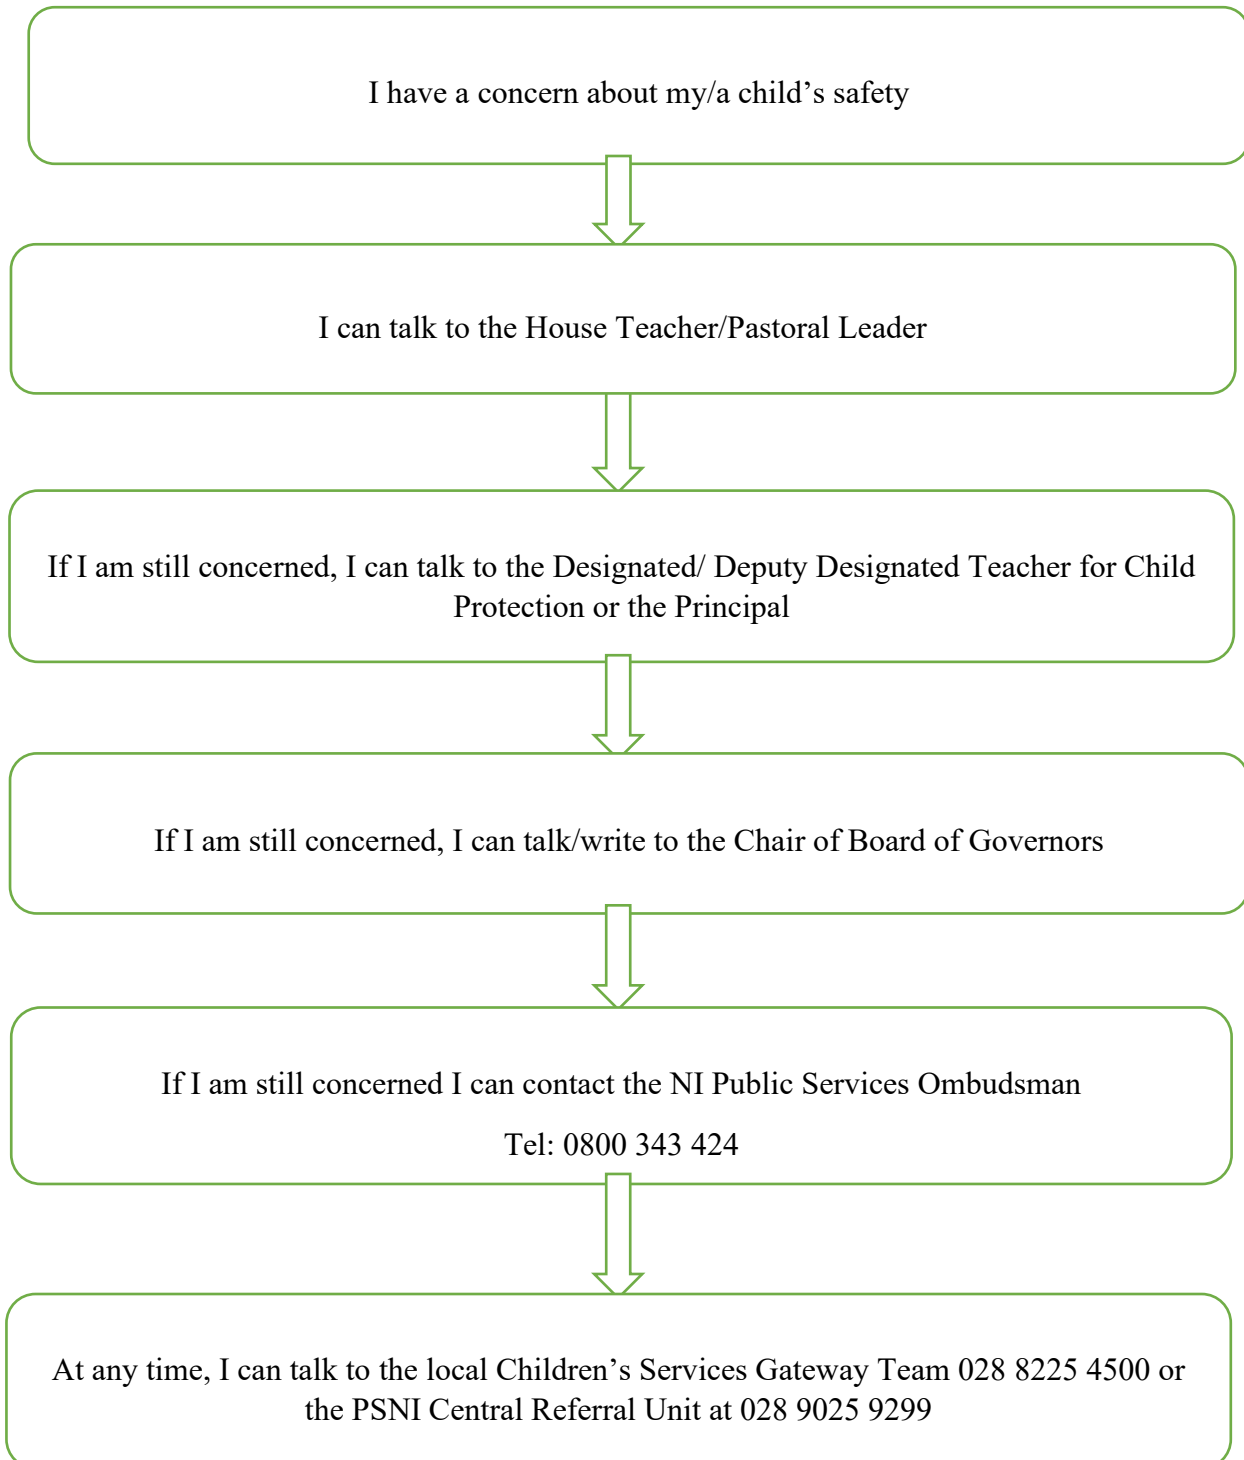 I have a concern about my/a child’s safety
I can talk to the House Teacher/Pastoral Leader
If I am still concerned, I can talk to the Designated/ Deputy Designated Teacher for Child
Protection or the Principal
If I am still concerned, I can talk/write to the Chair of Board of Governors
If I am still concerned I can contact the NI Public Services Ombudsman
Tel: 0800 343 424
At any time, I can talk to the local Children’s Services Gateway Team 028 8225 4500 or
the PSNI Central Referral Unit at 028 9025 9299